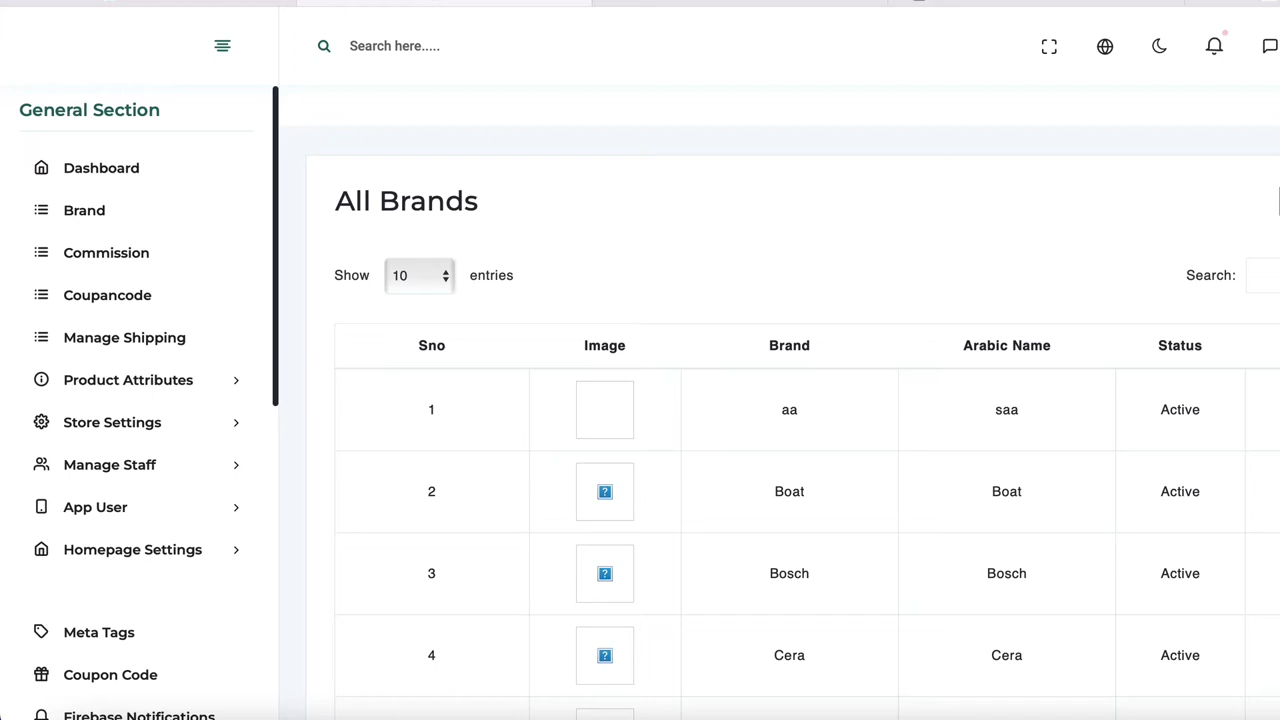 Search here.....
General Section
Dashboard
Brand
Commission
Coupancode
Manage Shipping
Product Attributes
Store Settings
Manage Staff
App User
Homepage Settings
Meta Tags
Coupon Code
Firebase Notifications
All Brands
Show 10 entries
Search:
Sno Image Brand Arabic Name Status
1 aa saa Active
2 Boat Boat Active
3 Bosch Bosch Active
4 Cera Cera Active